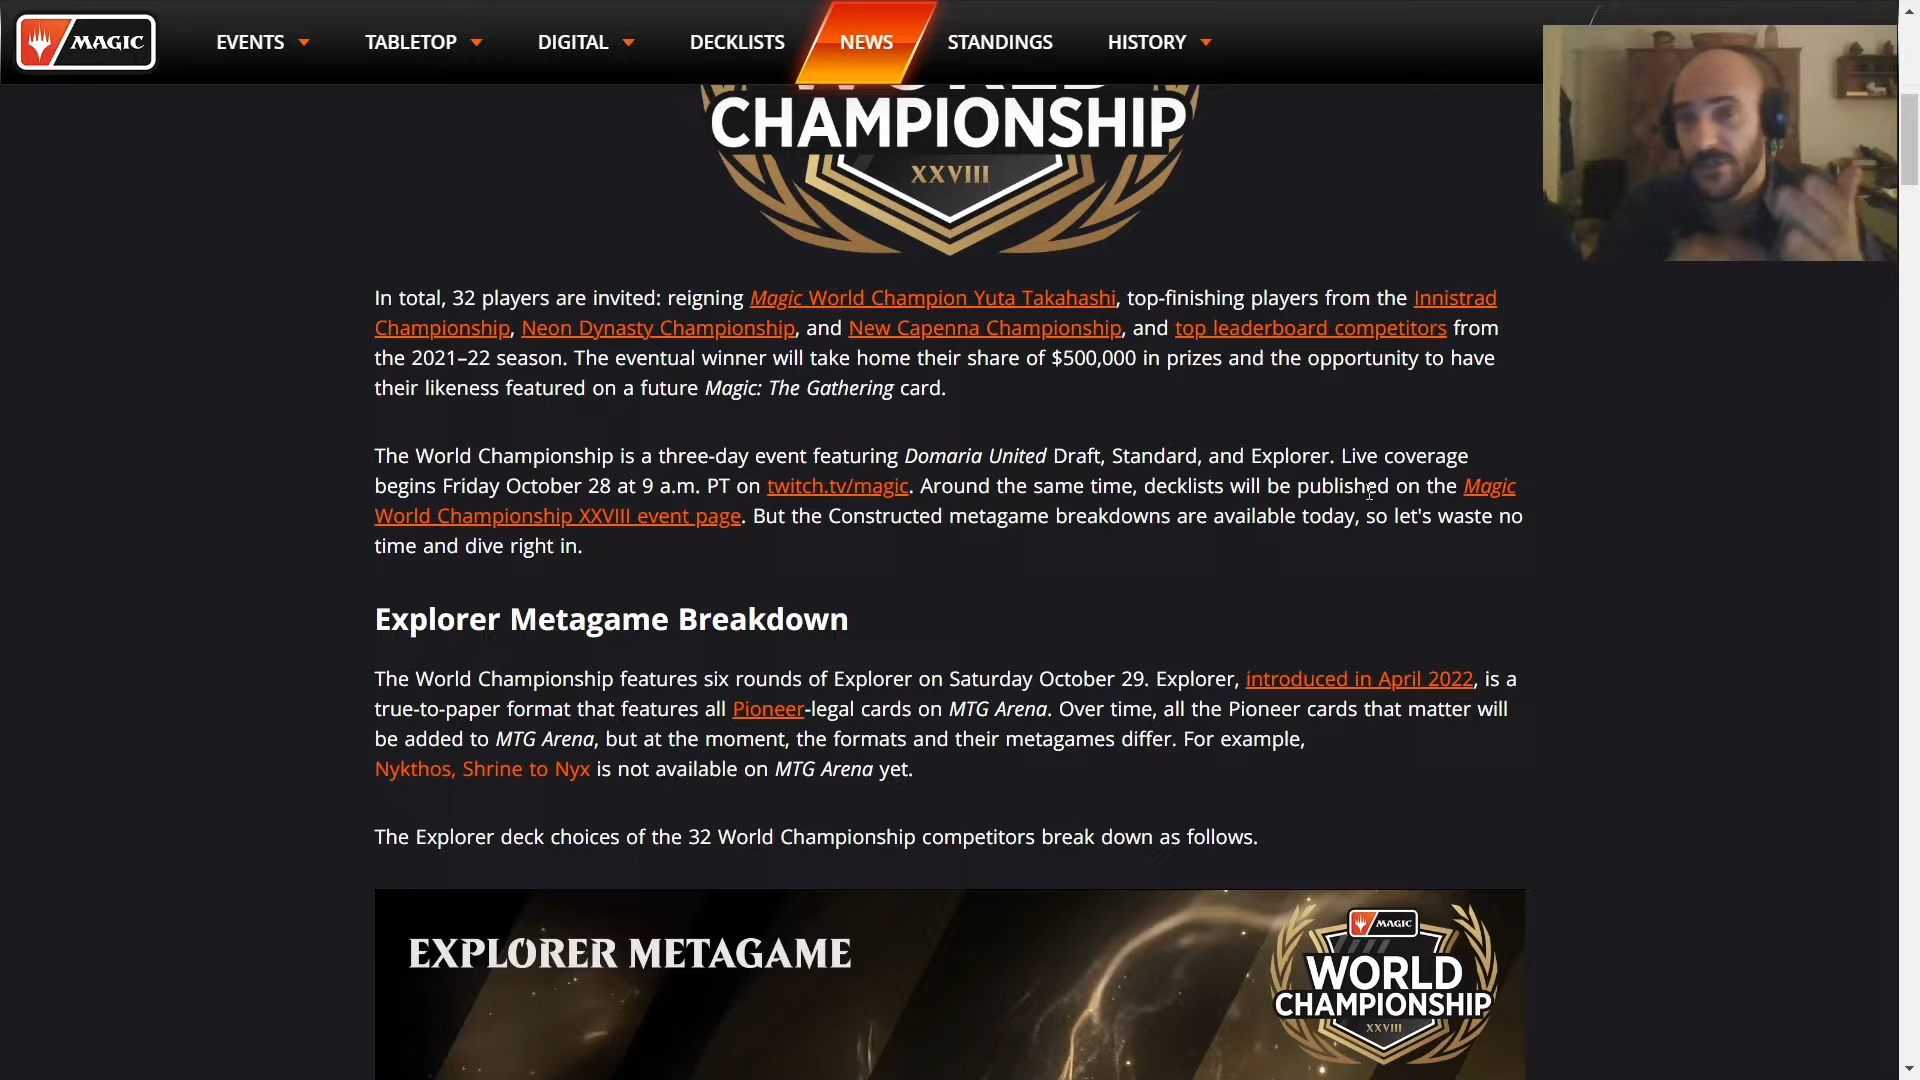 MAGIC
EVENTS TABLETOP DIGITAL DECKLISTS NEWS STANDINGS HISTORY
CHAMPIONSHIP
XXVIII
In total, 32 players are invited: reigning Magic World Champion Yuta Takahashi, top-finishing players from the Innistrad
Championship, Neon Dynasty Championship, and New Capenna Championship, and top leaderboard competitors from
the 2021–22 season. The eventual winner will take home their share of $500,000 in prizes and the opportunity to have
their likeness featured on a future Magic: The Gathering card.
The World Championship is a three-day event featuring Domaria United Draft, Standard, and Explorer. Live coverage
begins Friday October 28 at 9 a.m. PT on twitch.tv/magic. Around the same time, decklists will be published on the Magic
World Championship XXVIII event page. But the Constructed metagame breakdowns are available today, so let's waste no
time and dive right in.
Explorer Metagame Breakdown
The World Championship features six rounds of Explorer on Saturday October 29. Explorer, introduced in April 2022, is a
true-to-paper format that features all Pioneer-legal cards on MTG Arena. Over time, all the Pioneer cards that matter will
be added to MTG Arena, but at the moment, the formats and their metagames differ. For example,
Nykthos, Shrine to Nyx is not available on MTG Arena yet.
The Explorer deck choices of the 32 World Championship competitors break down as follows.
EXPLORER METAGAME
MAGIC
WORLD
CHAMPIONSHIP
XXVIII